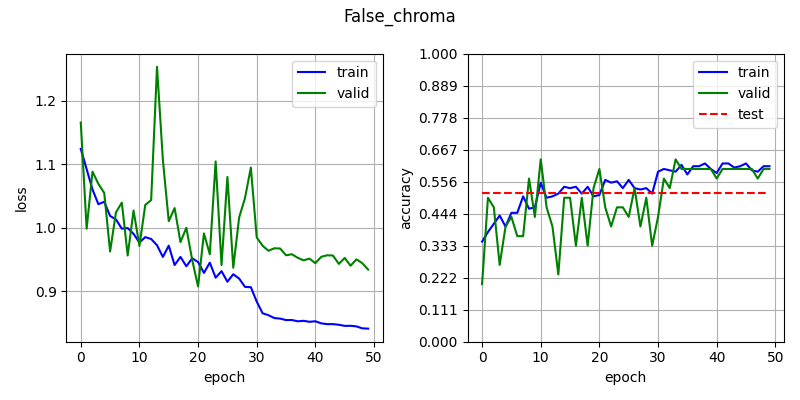 False_chroma
train
valid
loss
1.2
1.1
1.0
0.9
0 10 20 30 40 50
epoch
train
valid
test
accuracy
1.000
0.889
0.778
0.667
0.556
0.444
0.333
0.222
0.111
0.000
0 10 20 30 40 50
epoch